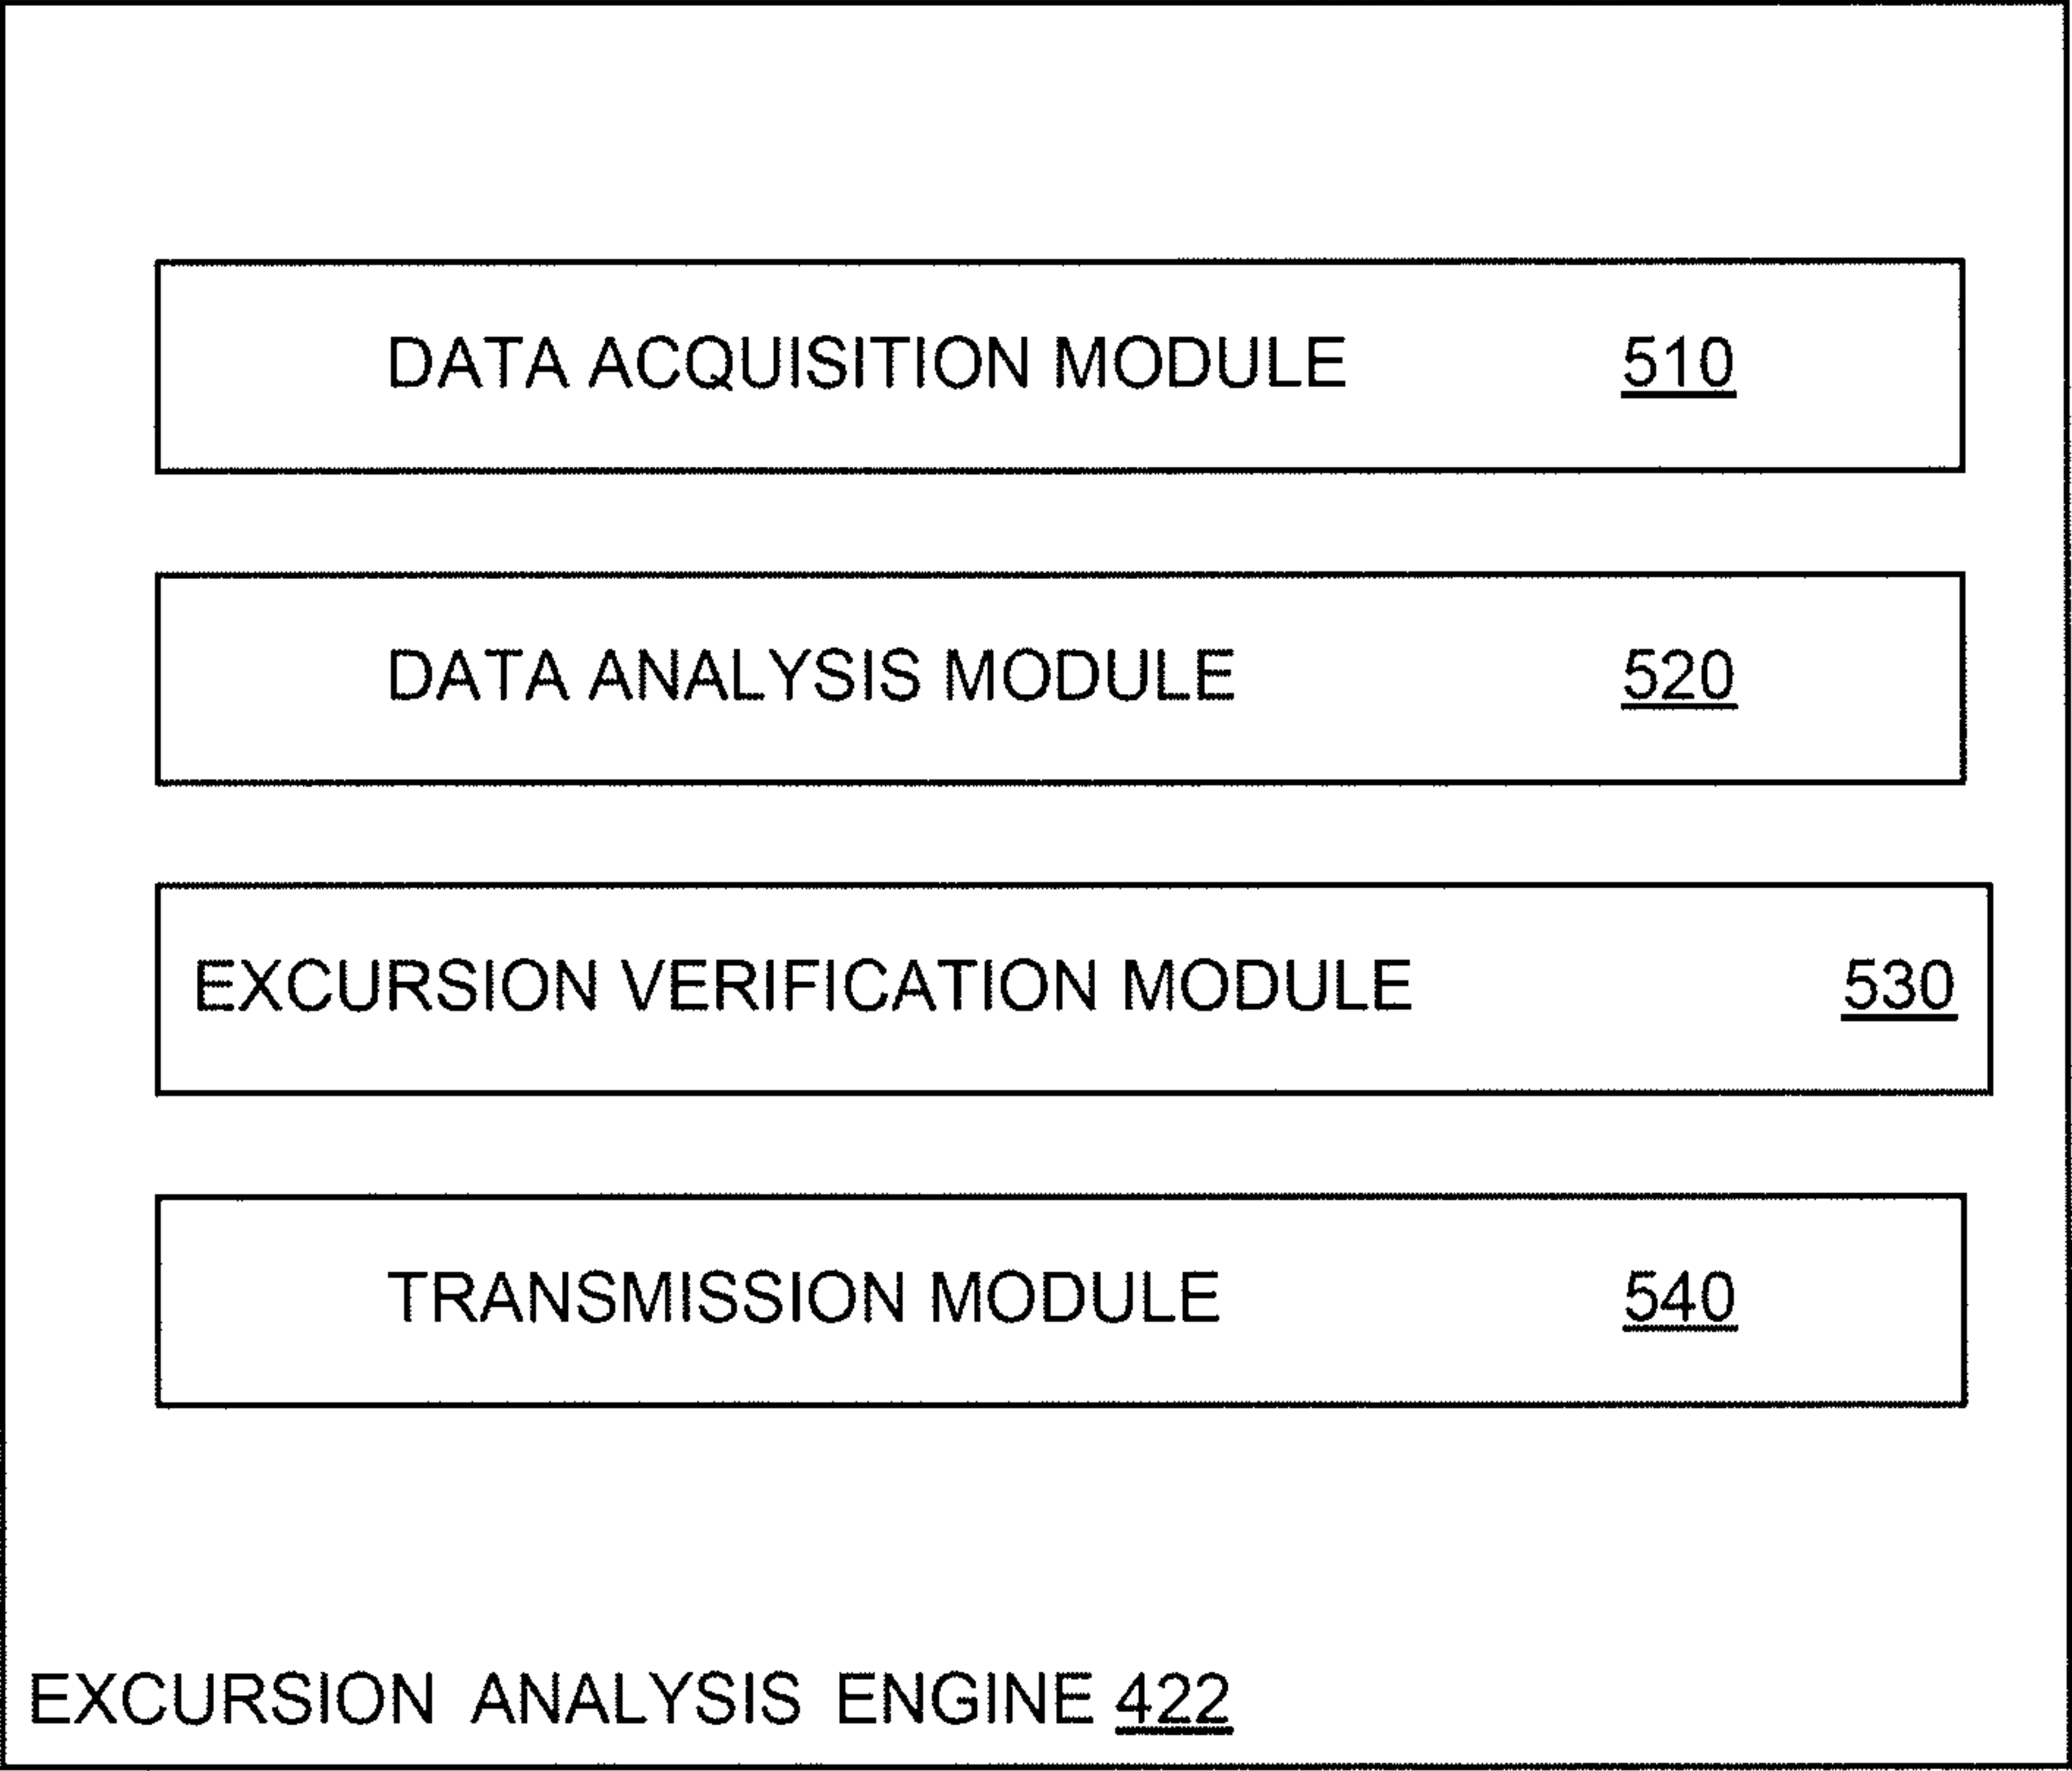 DATA ACQUISITION MODULE 510
DATA ANALYSIS MODULE 520
EXCURSION VERIFICATION MODULE 530
TRANSMISSION MODULE 540
EXCURSION ANALYSIS ENGINE 422